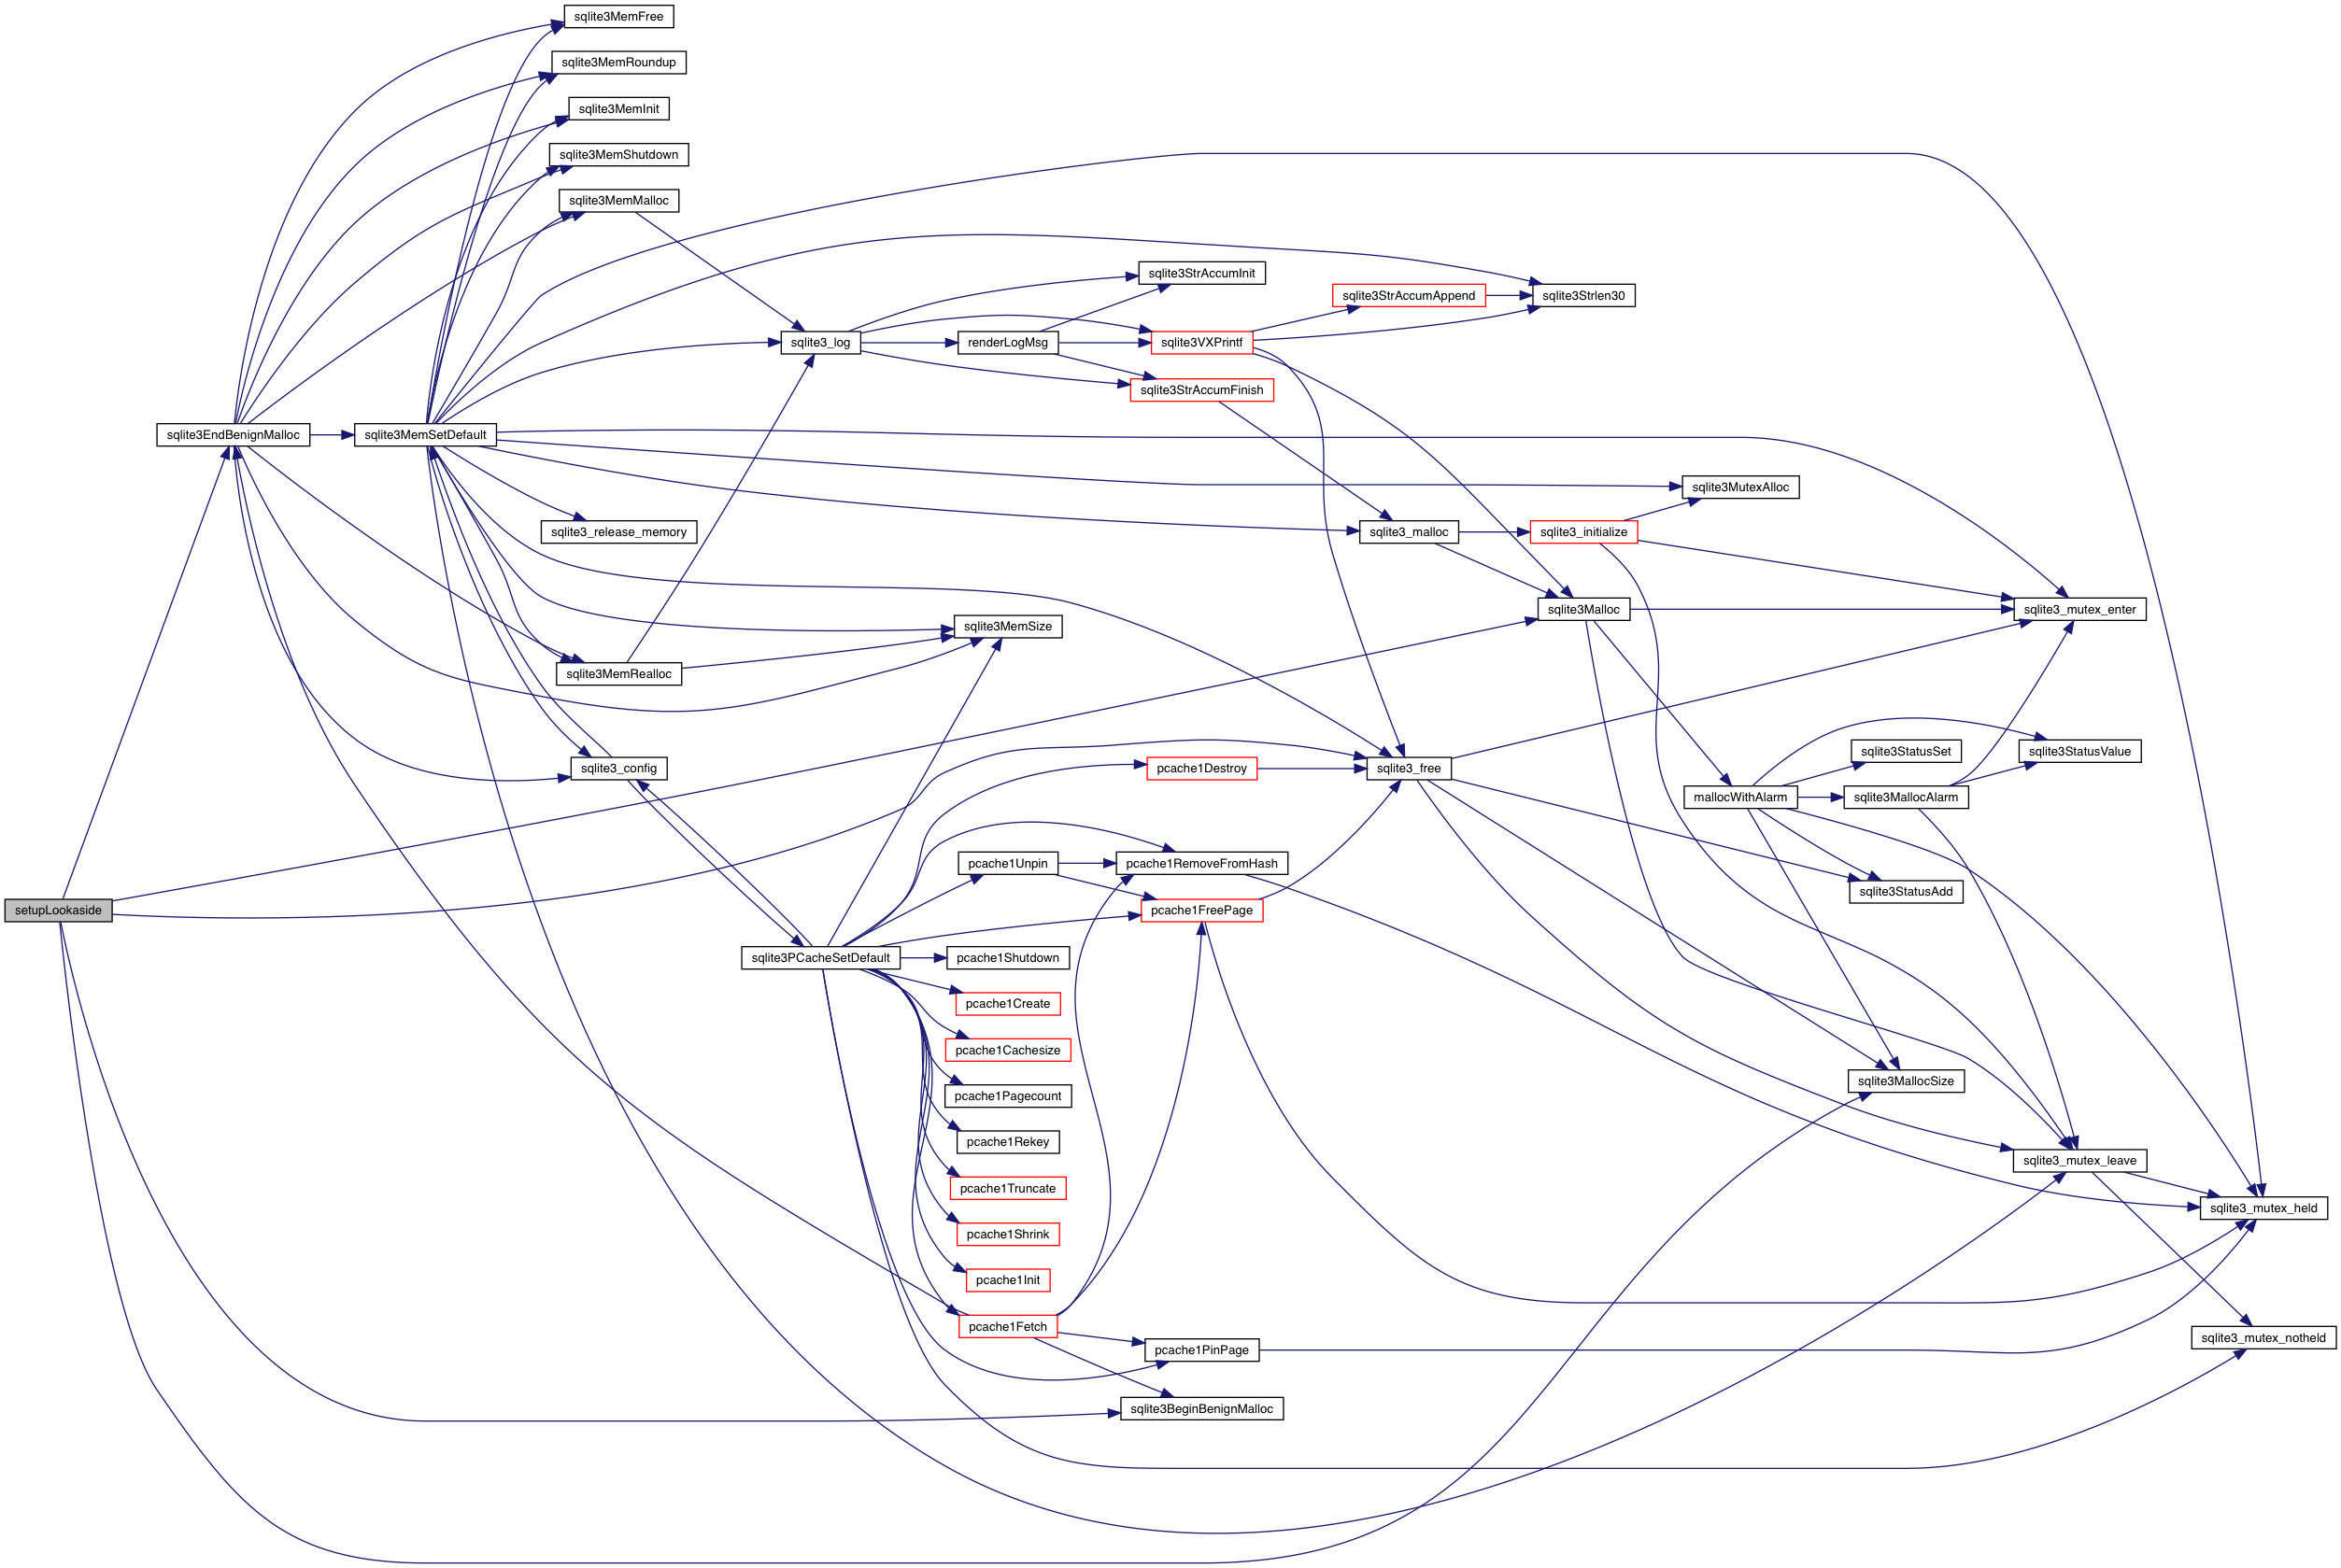 sqlite3MemFree
sqlite3MemRoundup
sqlite3MemInit
sqlite3MemShutdown
sqlite3MemMalloc
sqlite3StrAccumInit
sqlite3StrAccumAppend
sqlite3Strlen30
sqlite3_log
renderLogMsg
sqlite3VXPrintf
sqlite3StrAccumFinish
sqlite3EndBenignMalloc
sqlite3MemSetDefault
sqlite3MutexAlloc
sqlite3_release_memory
sqlite3_malloc
sqlite3_initialize
sqlite3Malloc
sqlite3_mutex_enter
sqlite3MemSize
sqlite3MemRealloc
sqlite3StatusSet
sqlite3StatusValue
sqlite3_config
pcache1Destroy
sqlite3_free
mallocWithAlarm
sqlite3MallocAlarm
pcache1Unpin
pcache1RemoveFromHash
sqlite3StatusAdd
setupLookaside
pcache1FreePage
sqlite3PCacheSetDefault
pcache1Shutdown
pcache1Create
pcache1Cachesize
sqlite3MallocSize
pcache1Pagecount
pcache1Rekey
sqlite3_mutex_leave
pcache1Truncate
sqlite3_mutex_held
pcache1Shrink
pcache1Init
pcache1Fetch
sqlite3_mutex_notheld
pcache1PinPage
sqlite3BeginBenignMalloc